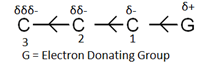 δδδ- δδ- δ- δ+
C ← C ← C ← G
3 2 1
G = Electron Donating Group